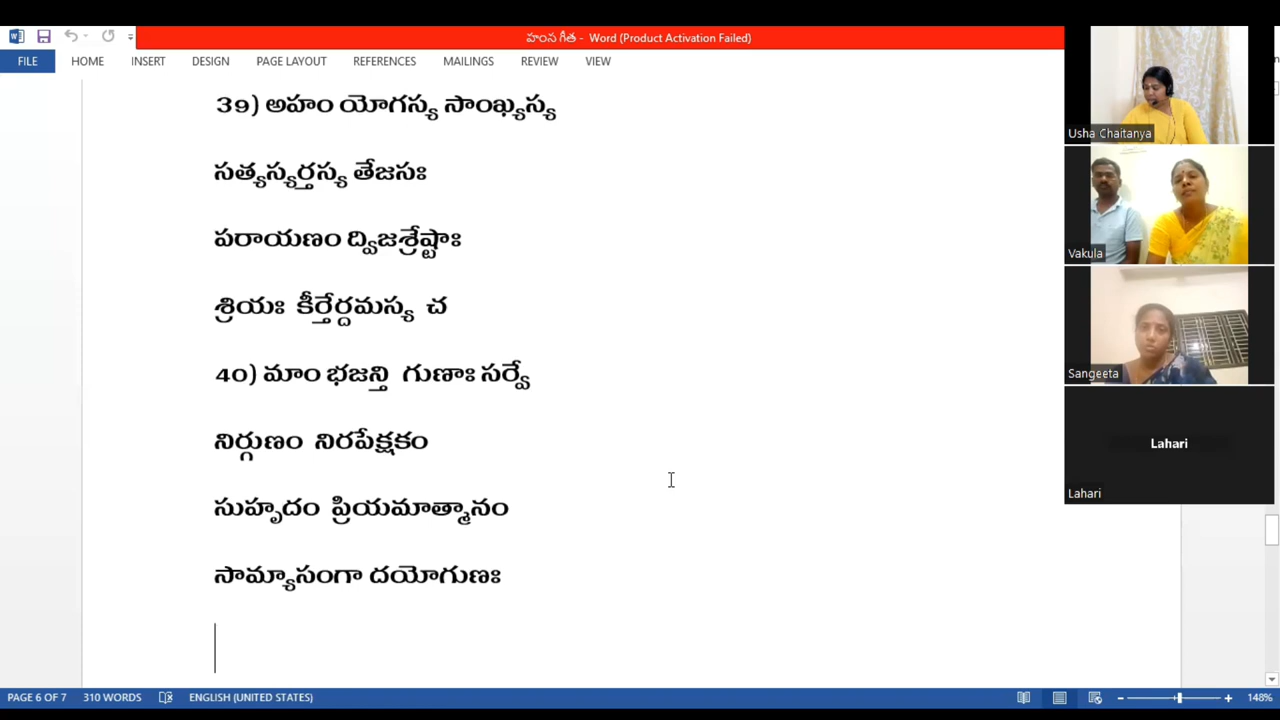 హంస గీత - Word (Product Activation Failed)
FILE HOME INSERT DESIGN PAGE LAYOUT REFERENCES MAILINGS REVIEW VIEW
39) అహం యోగస్య సాంఖ్యస్య
సత్యస్యర్తస్య తేజసః
పరాయణం ద్విజశ్రేష్టాః
శ్రియః కీర్తేర్దమస్య చ
40) మాం భజన్తి గుణాః సర్వే
నిర్గుణం నిరపేక్షకం
సుహృదం ప్రియమాత్మానం
సామ్యాసంగా దయోగుణః
Usha Chaitanya
Vakula
Sangeeta
Lahari
Lahari
PAGE 6 OF 7 310 WORDS ENGLISH (UNITED STATES) 148%